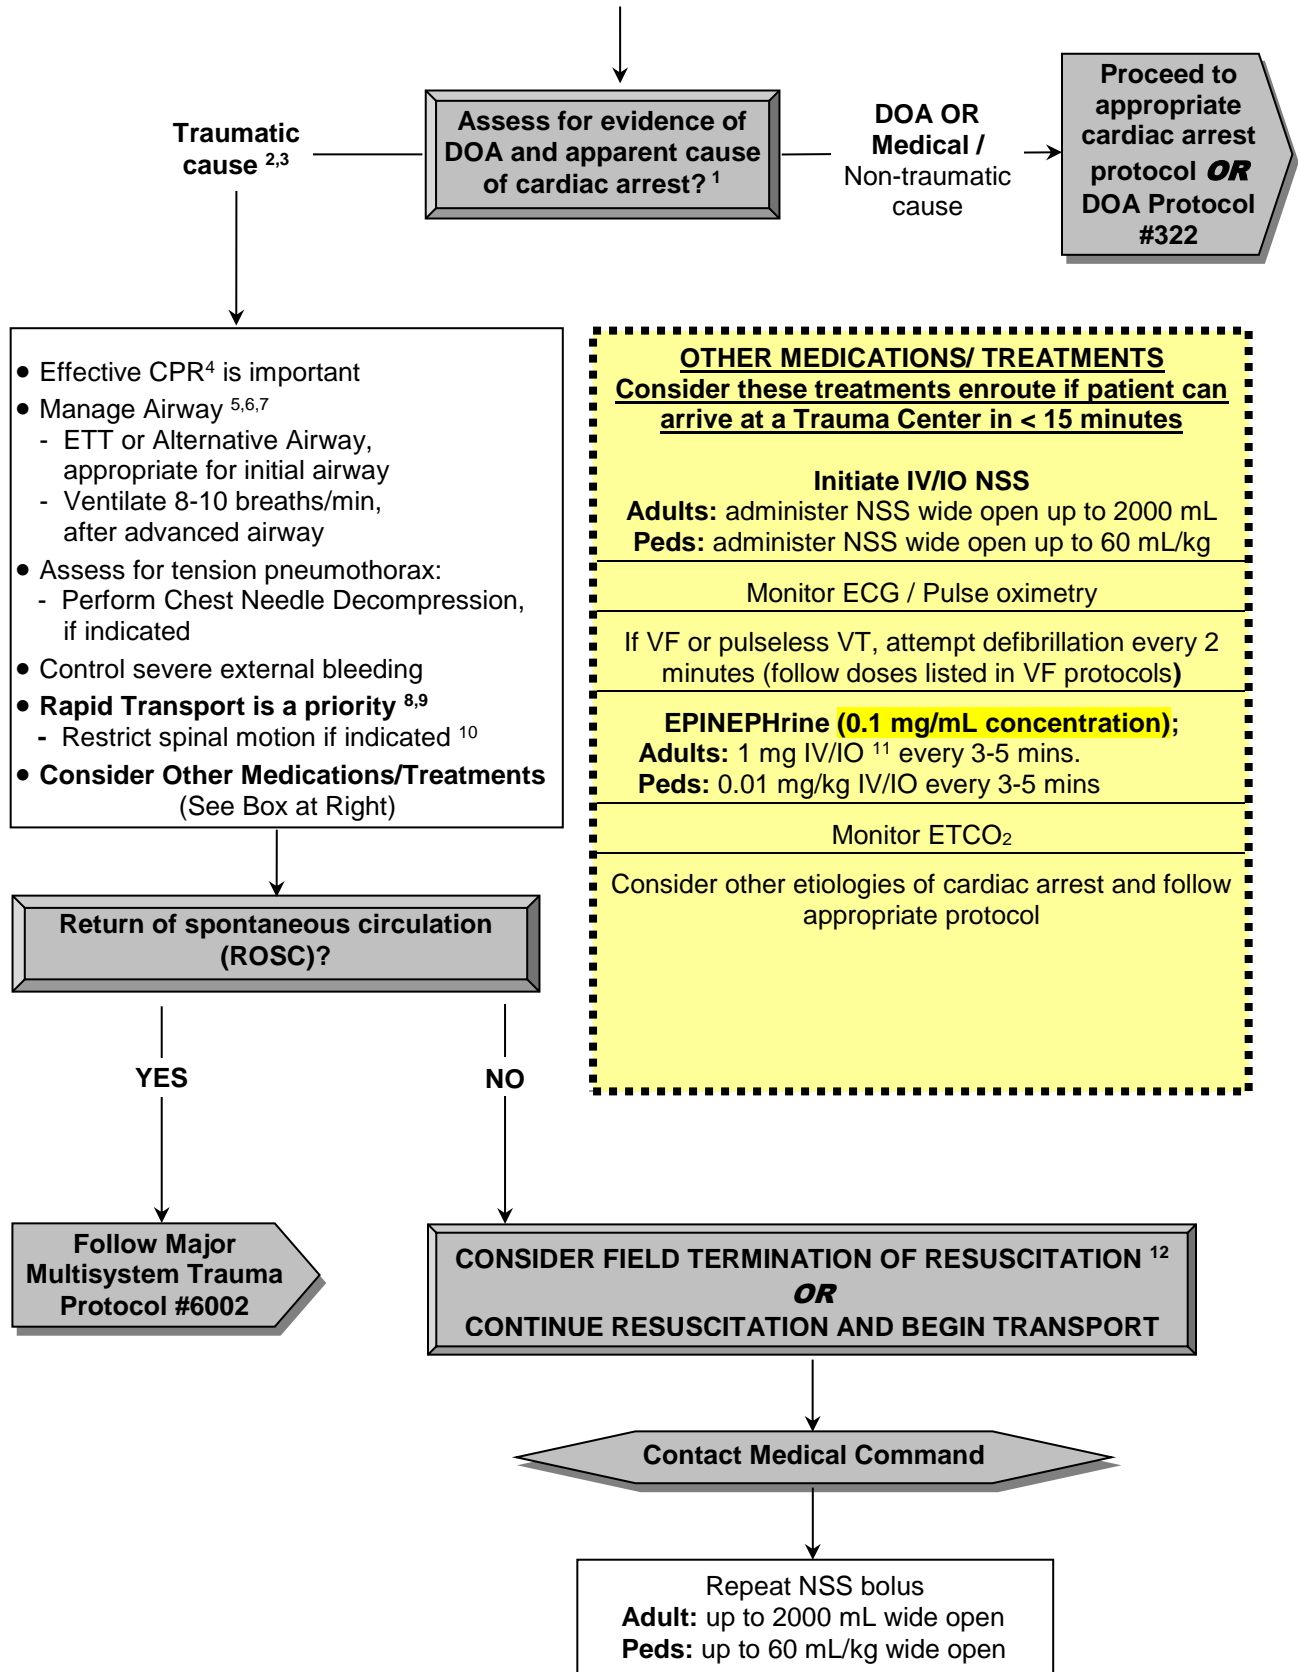 Assess for evidence of
DOA and apparent cause
of cardiac arrest? 1
Traumatic
cause 2,3
DOA OR
Medical /
Non-traumatic
cause
Proceed to
appropriate
cardiac arrest
protocol OR
DOA Protocol
#322
• Effective CPR4 is important
• Manage Airway 5,6,7
- ETT or Alternative Airway,
appropriate for initial airway
- Ventilate 8-10 breaths/min,
after advanced airway
• Assess for tension pneumothorax:
- Perform Chest Needle Decompression,
if indicated
• Control severe external bleeding
• Rapid Transport is a priority 8,9
- Restrict spinal motion if indicated 10
• Consider Other Medications/Treatments
(See Box at Right)
OTHER MEDICATIONS/ TREATMENTS
Consider these treatments enroute if patient can
arrive at a Trauma Center in < 15 minutes
Initiate IV/IO NSS
Adults: administer NSS wide open up to 2000 mL
Peds: administer NSS wide open up to 60 mL/kg
Monitor ECG / Pulse oximetry
If VF or pulseless VT, attempt defibrillation every 2
minutes (follow doses listed in VF protocols)
EPINEPHrine (0.1 mg/mL concentration);
Adults: 1 mg IV/IO 11 every 3-5 mins.
Peds: 0.01 mg/kg IV/IO every 3-5 mins
Monitor ETCO2
Consider other etiologies of cardiac arrest and follow
appropriate protocol
Return of spontaneous circulation
(ROSC)?
YES
NO
Follow Major
Multisystem Trauma
Protocol #6002
CONSIDER FIELD TERMINATION OF RESUSCITATION 12
OR
CONTINUE RESUSCITATION AND BEGIN TRANSPORT
Contact Medical Command
Repeat NSS bolus
Adult: up to 2000 mL wide open
Peds: up to 60 mL/kg wide open